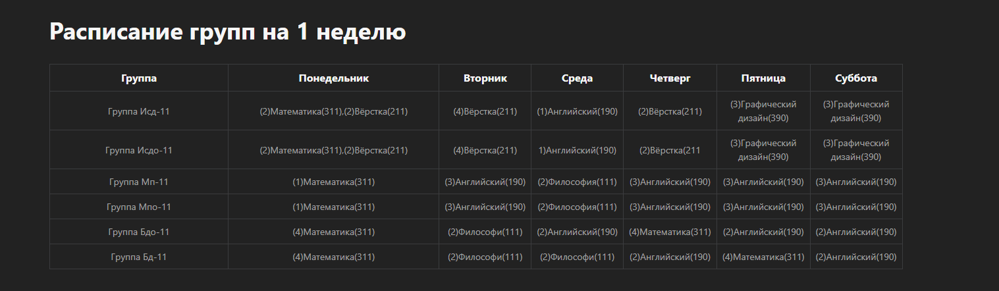 Расписание групп на 1 неделю
Группа Понедельник Вторник Среда Четверг Пятница Суббота
Группа Исд-11 (2)Математика(311),(2)Вёрстка(211) (4)Вёрстка(211) (1)Английский(190) (2)Вёрстка(211) (3)Графический дизайн(390) (3)Графический дизайн(390)
Группа Исдо-11 (2)Математика(311),(2)Вёрстка(211) (4)Вёрстка(211) 1)Английский(190) (2)Вёрстка(211 (3)Графический дизайн(390) (3)Графический дизайн(390)
Группа Мп-11 (1)Математика(311) (3)Английский(190) (2)Философия(111) (3)Английский(190) (3)Английский(190) (3)Английский(190)
Группа Мпо-11 (1)Математика(311) (3)Английский(190) (2)Философия(111) (3)Английский(190) (3)Английский(190) (3)Английский(190)
Группа Бдо-11 (4)Математика(311) (2)Философи(111) (2)Английский(190) (4)Математика(311) (2)Английский(190) (2)Английский(190)
Группа Бд-11 (4)Математика(311) (2)Философи(111) (2)Философи(111) (2)Английский(190) (4)Математика(311) (2)Английский(190)